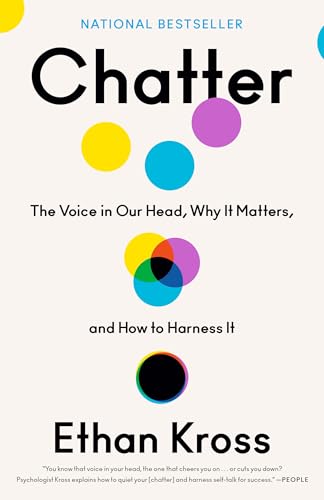 NATIONAL BESTSELLER
Chatter
The Voice in Our Head, Why It Matters,
and How to Harness It
Ethan Kross
"You know that voice in your head, the one that cheers you on . . . or cuts you down?
Psychologist Kross explains how to quiet your [chatter] and harness self-talk for success." —PEOPLE